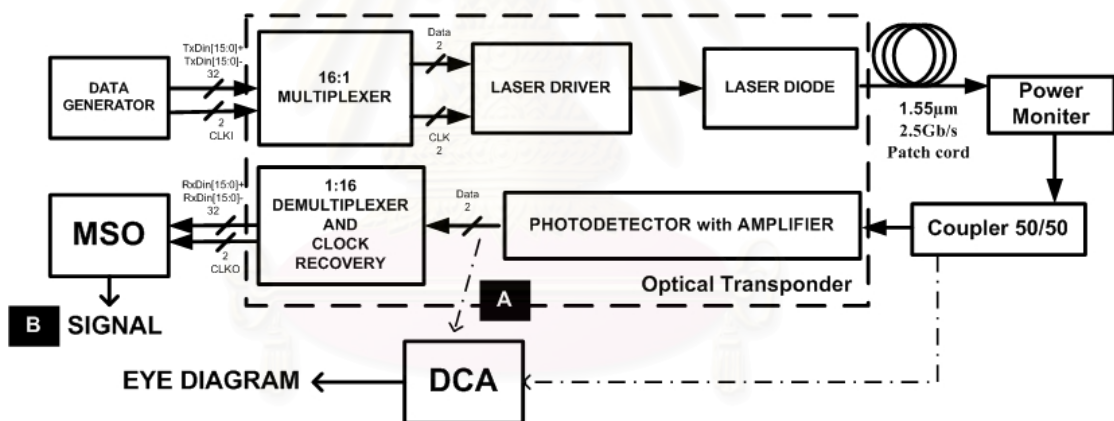 TxDin[15:0]+
TxDin[15:0]-
32
2
CLKI
DATA
GENERATOR
16:1
MULTIPLEXER
Data
2
CLK
2
LASER DRIVER
LASER DIODE
1.55µm
2.5Gb/s
Patch cord
Power
Moniter
RxDin[15:0]+
RxDin[15:0]-
32
2
CLKO
MSO
1:16
DEMULTIPLEXER
AND
CLOCK
RECOVERY
Data
2
PHOTODETECTOR with AMPLIFIER
Coupler 50/50
Optical Transponder
A
B
SIGNAL
EYE DIAGRAM
DCA